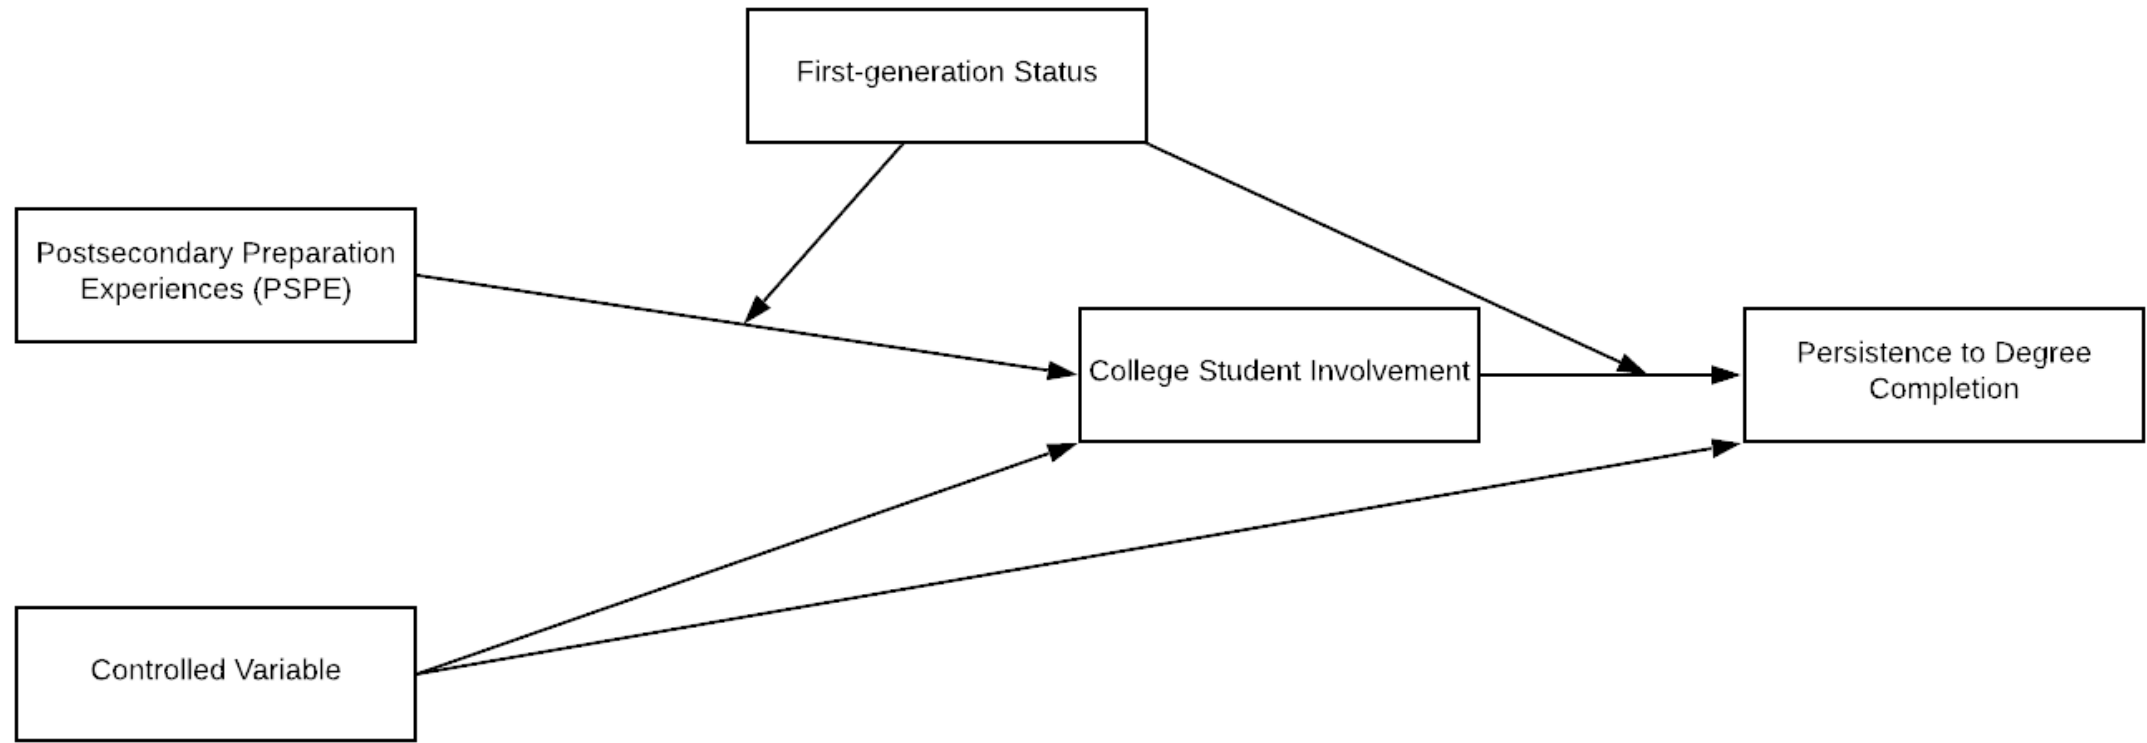 First-generation Status
Postsecondary Preparation
Experiences (PSPE)
College Student Involvement
Persistence to Degree
Completion
Controlled Variable